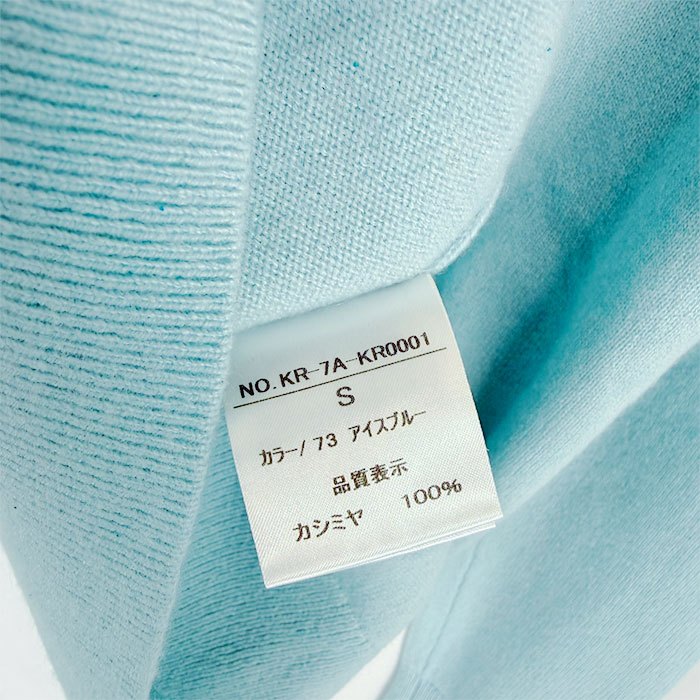 NO.KR-7A-KR0001
S
カラー/73 アイスブルー
品質表示
カシミヤ 100%